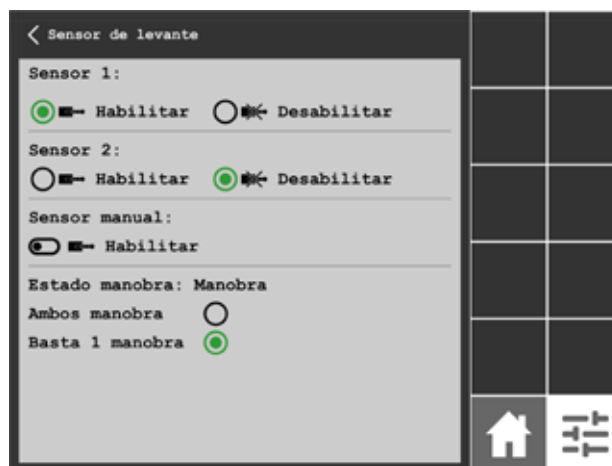 Sensor de levante
Sensor 1:
Habilitar Desabilitar
Sensor 2:
Habilitar Desabilitar
Sensor manual:
Habilitar
Estado manobra: Manobra
Ambos manobra
Basta 1 manobra